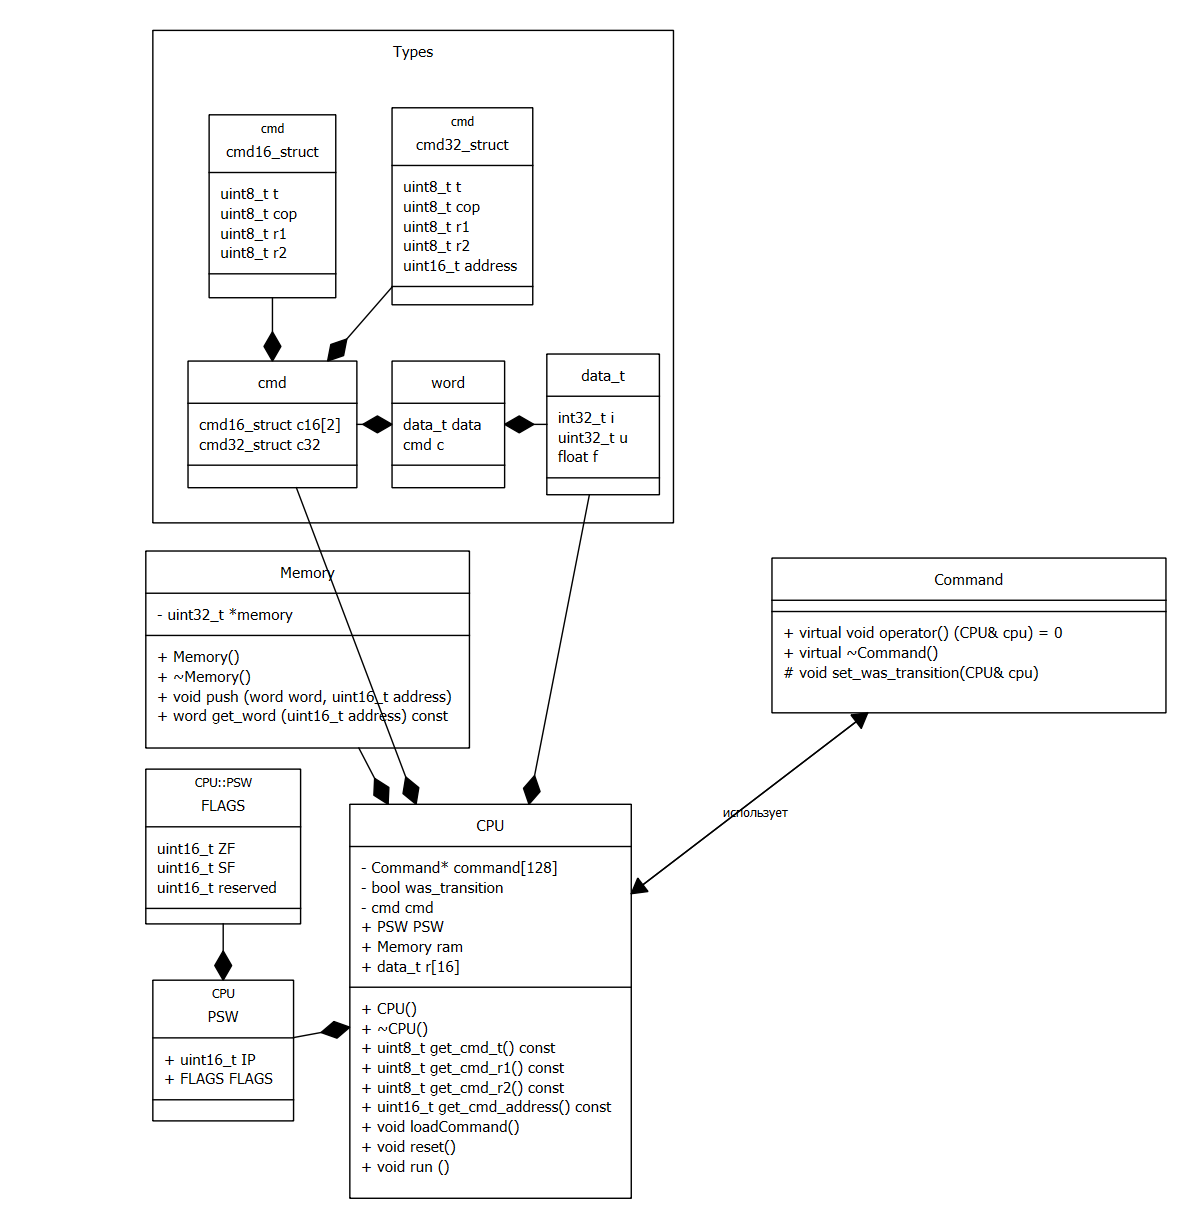 Types
cmd
cmd16_struct
uint8_t t
uint8_t cop
uint8_t r1
uint8_t r2
cmd
cmd32_struct
uint8_t t
uint8_t cop
uint8_t r1
uint8_t r2
uint16_t address
cmd
cmd16_struct c16[2]
cmd32_struct c32
word
data_t data
cmd c
data_t
int32_t i
uint32_t u
float f
Memory
- uint32_t *memory
+ Memory()
+ ~Memory()
+ void push (word word, uint16_t address)
+ word get_word (uint16_t address) const
Command
+ virtual void operator() (CPU& cpu) = 0
+ virtual ~Command()
# void set_was_transition(CPU& cpu)
использует
CPU::PSW
FLAGS
uint16_t ZF
uint16_t SF
uint16_t reserved
CPU
PSW
+ uint16_t IP
+ FLAGS FLAGS
CPU
- Command* command[128]
- bool was_transition
- cmd cmd
+ PSW PSW
+ Memory ram
+ data_t r[16]
+ CPU()
+ ~CPU()
+ uint8_t get_cmd_t() const
+ uint8_t get_cmd_r1() const
+ uint8_t get_cmd_r2() const
+ uint16_t get_cmd_address() const
+ void loadCommand()
+ void reset()
+ void run ()